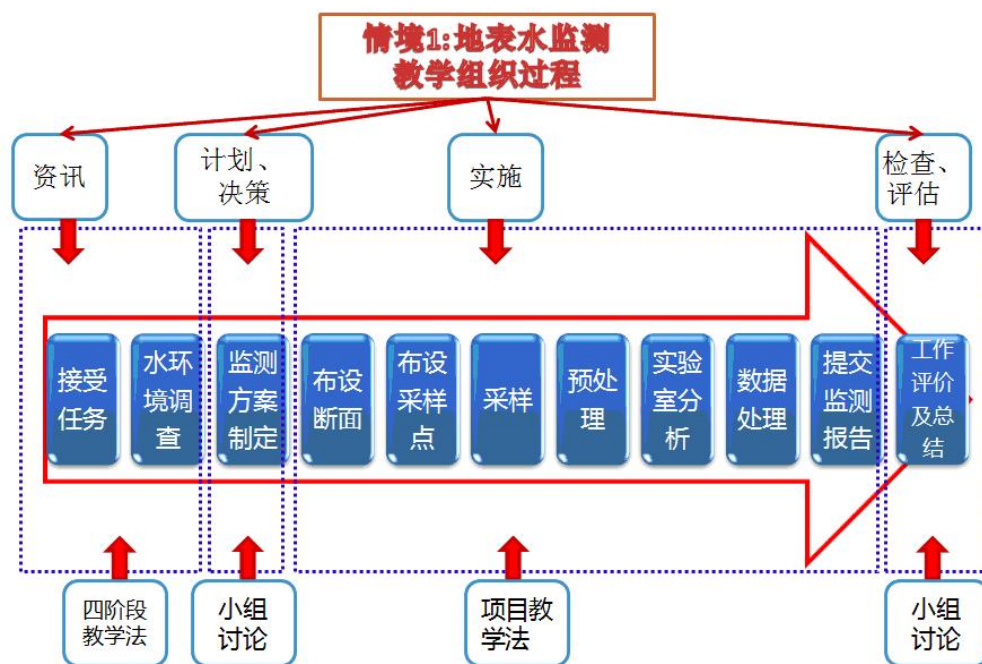 情境1:地表水监测
教学组织过程
资讯
计划、
决策
实施
检查、
评估
接受
任务
水环
境调
查
监测
方案
制定
布设
断面
布设
采样
点
采样
预处
理
实验
室分
析
数据
处理
提交
监测
报告
工作
评价
及总
结
四阶段
教学法
小组
讨论
项目教
学法
小组
讨论